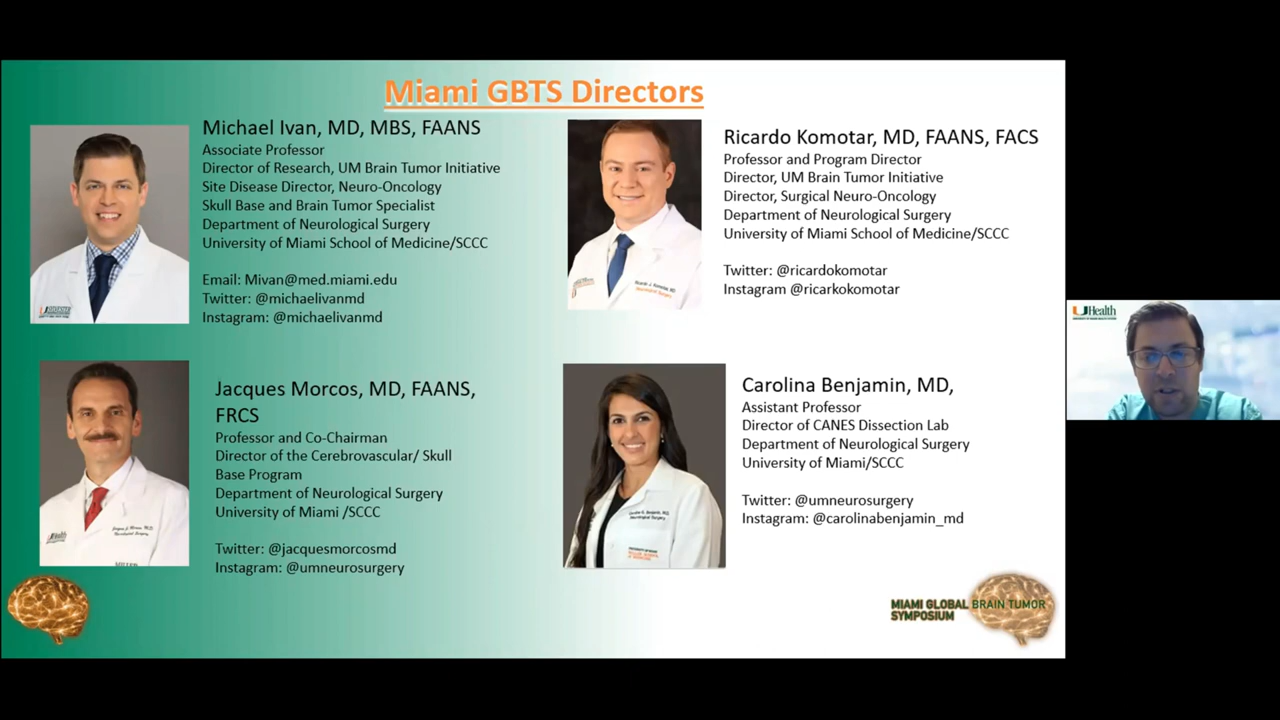 Miami GBTS Directors
Michael Ivan, MD, MBS, FAANS
Associate Professor
Director of Research, UM Brain Tumor Initiative
Site Disease Director, Neuro-Oncology
Skull Base and Brain Tumor Specialist
Department of Neurological Surgery
University of Miami School of Medicine/SCCC
Email: Mivan@med.miami.edu
Twitter: @michaelivanmd
Instagram: @michaelivanmd
Ricardo Komotar, MD, FAANS, FACS
Professor and Program Director
Director, UM Brain Tumor Initiative
Director, Surgical Neuro-Oncology
Department of Neurological Surgery
University of Miami School of Medicine/SCCC
Twitter: @ricardokomotar
Instagram @ricarkokomotar
Ricardo J. Komotar, MD
Neurological Surgery
Jacques Morcos, MD, FAANS,
FRCS
Professor and Co-Chairman
Director of the Cerebrovascular/ Skull
Base Program
Department of Neurological Surgery
University of Miami /SCCC
Twitter: @jacquesmorcosmd
Instagram: @umneurosurgery
Carolina Benjamin, MD,
Assistant Professor
Director of CANES Dissection Lab
Department of Neurological Surgery
University of Miami/SCCC
Twitter: @umneurosurgery
Instagram: @carolinabenjamin_md
MIAMI GLOBAL BRAIN TUMOR
SYMPOSIUM
UHealth